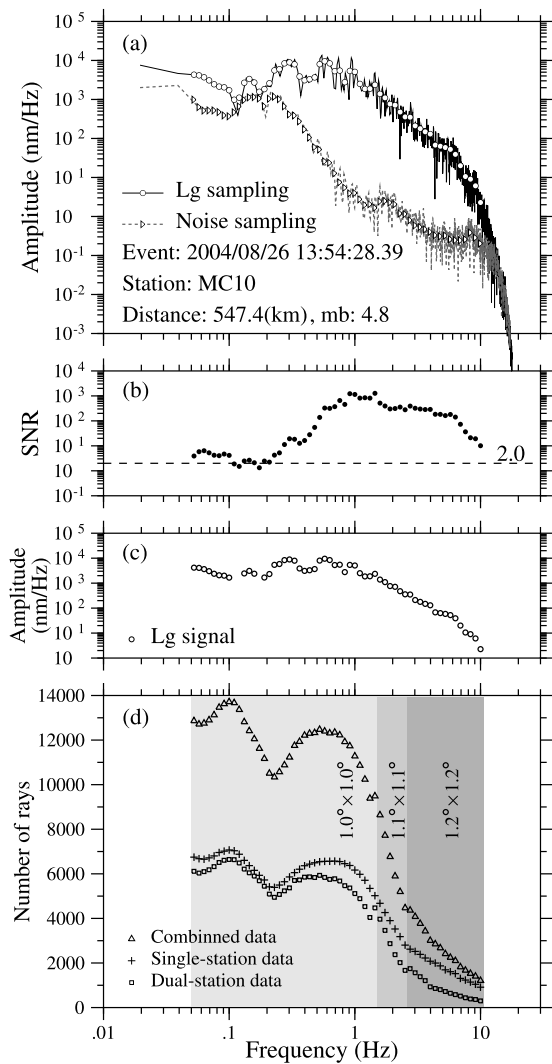 10^5
(a)
10^4
10^3
10^2
10^1
10
10^-1
10^-2
10^-3
Amplitude (nm/Hz)
Lg sampling
Noise sampling
Event: 2004/08/26 13:54:28.39
Station: MC10
Distance: 547.4(km), mb: 4.8
10^4
(b)
10^3
10^2
10^1
10
10^-1
SNR
2.0
10^5
(c)
10^4
10^3
10^2
10^1
10
Amplitude
(nm/Hz)
Lg signal
14000
(d)
12000
10000
8000
6000
4000
2000
0
Number of rays
1.0°×1.0°
1.1°×1.1°
1.2°×1.2°
Combinned data
Single-station data
Dual-station data
.01 .1 1 10
Frequency (Hz)